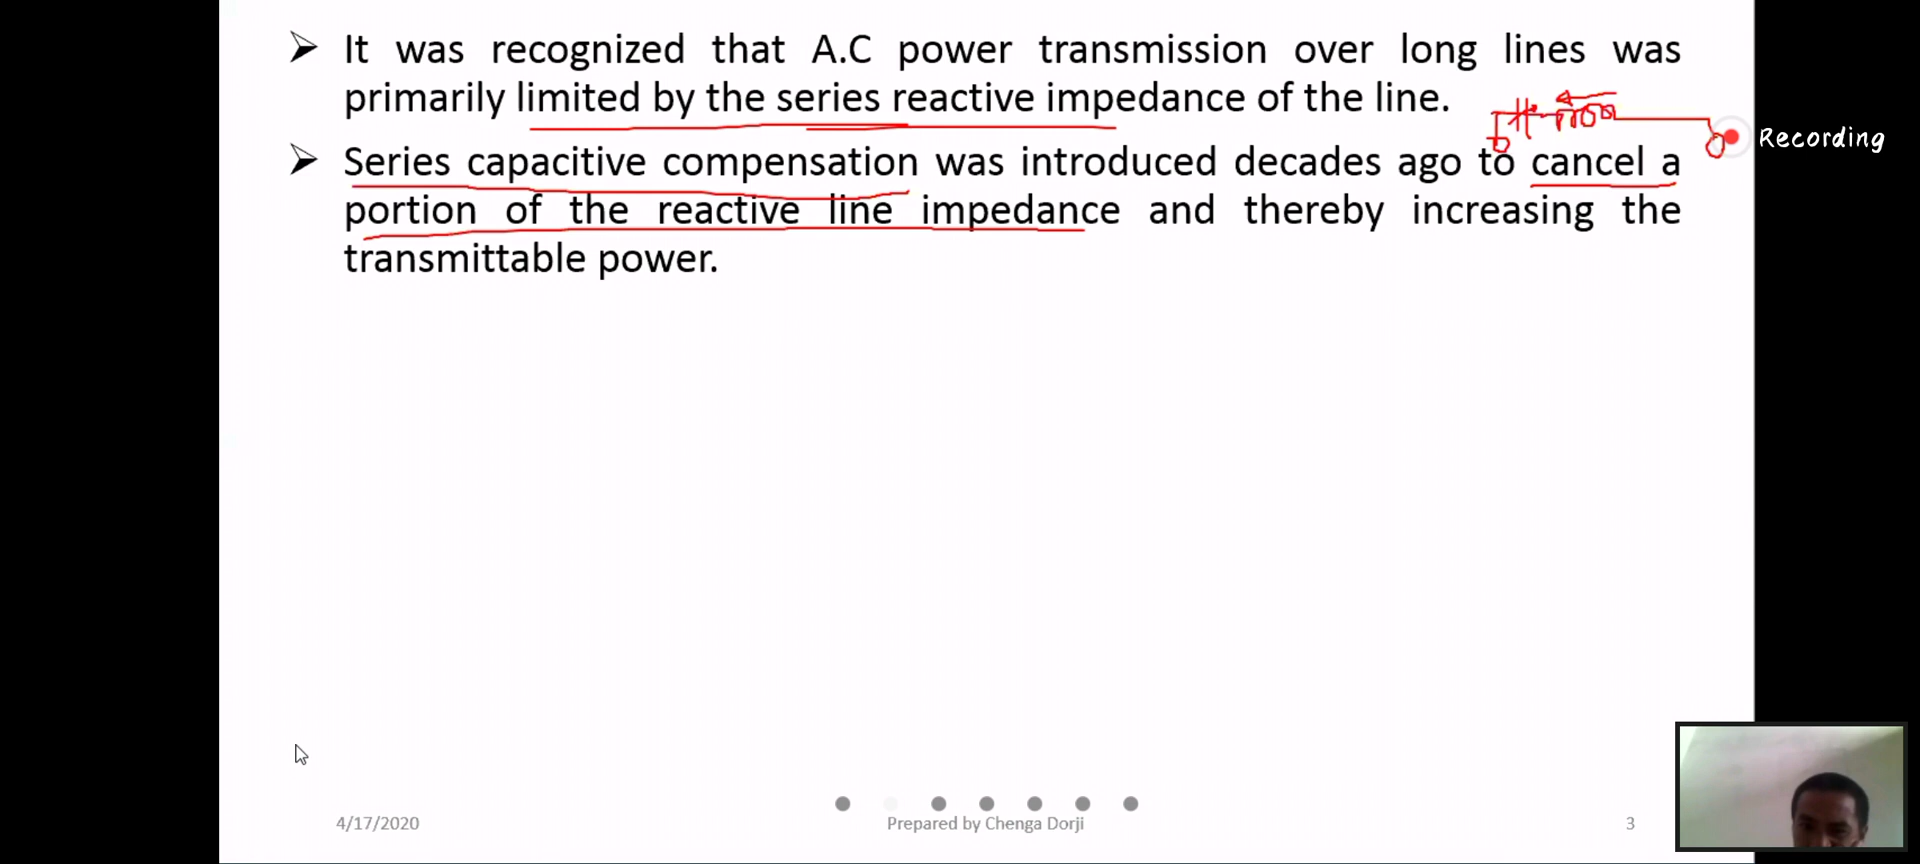 It was recognized that A.C power transmission over long lines was
primarily limited by the series reactive impedance of the line.
Recording
Series capacitive compensation was introduced decades ago to cancel a
portion of the reactive line impedance and thereby increasing the
transmittable power.
4/17/2020
Prepared by Chenga Dorji
3